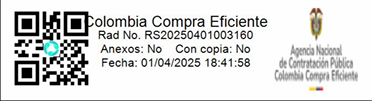 Colombia Compra Eficiente
Rad No. RS20250401003160
Anexos: No Con copia: No
Fecha: 01/04/2025 18:41:58
Agencia Nacional
de Contratación Pública
Colombia Compra Eficiente